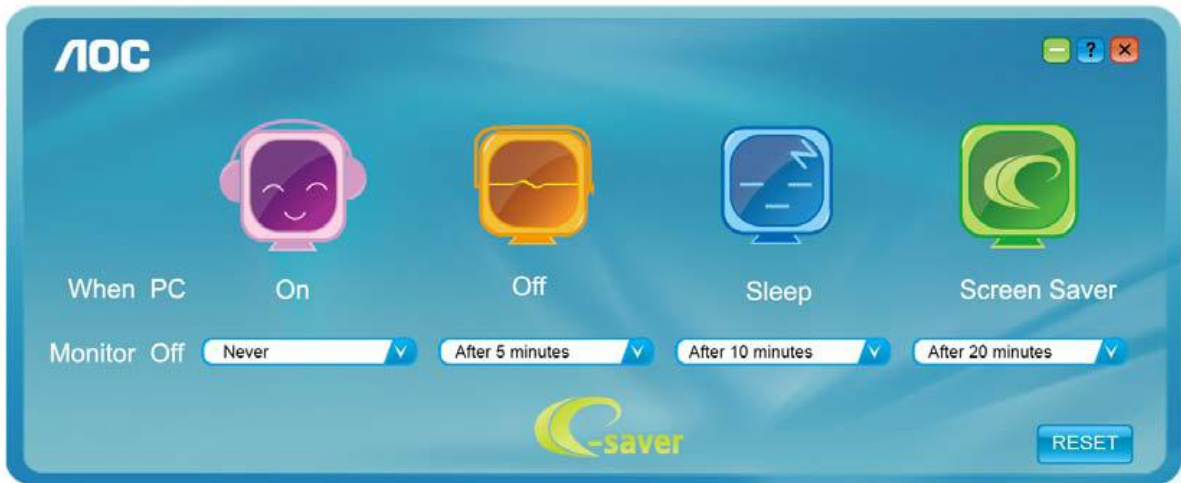 AOC
?
When PC On Off Sleep Screen Saver
Monitor Off Never After 5 minutes After 10 minutes After 20 minutes
e-saver
RESET